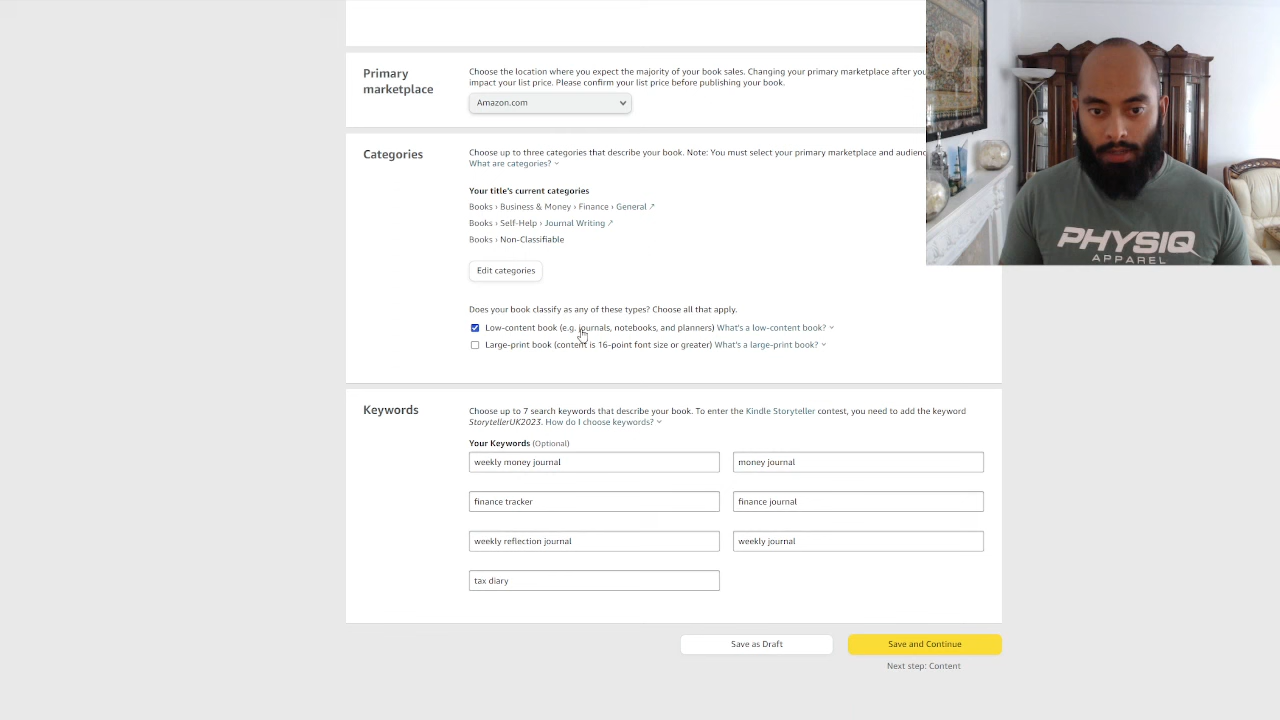 Primary marketplace
Choose the location where you expect the majority of your book sales. Changing your primary marketplace after you
impact your list price. Please confirm your list price before publishing your book.
Amazon.com
Categories
Choose up to three categories that describe your book. Note: You must select your primary marketplace and audienc
What are categories?
Your title's current categories
Books › Business & Money › Finance › General
Books › Self-Help › Journal Writing
Books › Non-Classifiable
Edit categories
Does your book classify as any of these types? Choose all that apply.
Low-content book (e.g. journals, notebooks, and planners) What's a low-content book?
Large-print book (content is 16-point font size or greater) What's a large-print book?
Keywords
Choose up to 7 search keywords that describe your book. To enter the Kindle Storyteller contest, you need to add the keyword
StorytellerUK2023. How do I choose keywords?
Your Keywords (Optional)
weekly money journal
money journal
finance tracker
finance journal
weekly reflection journal
weekly journal
tax diary
Save as Draft
Save and Continue
Next step: Content
PHYSIQ
APPAREL